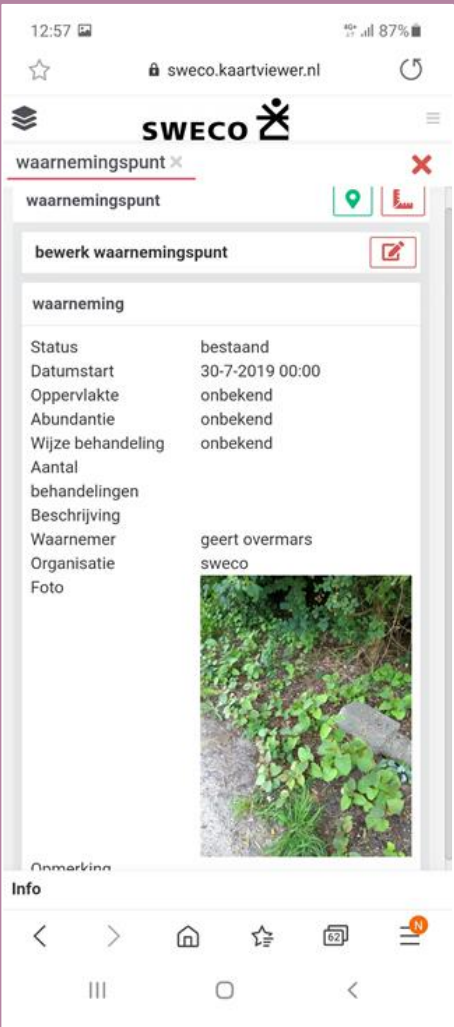 12:57 87%
sweco.kaartviewer.nl
SWECO
waarnemingspunt
waarnemingspunt
bewerk waarnemingspunt
waarneming
Status bestaand
Datumstart 30-7-2019 00:00
Oppervlakte onbekend
Abundantie onbekend
Wijze behandeling onbekend
Aantal
behandelingen
Beschrijving
Waarnemer geert overmars
Organisatie sweco
Foto
Opmerking
Info
62 N